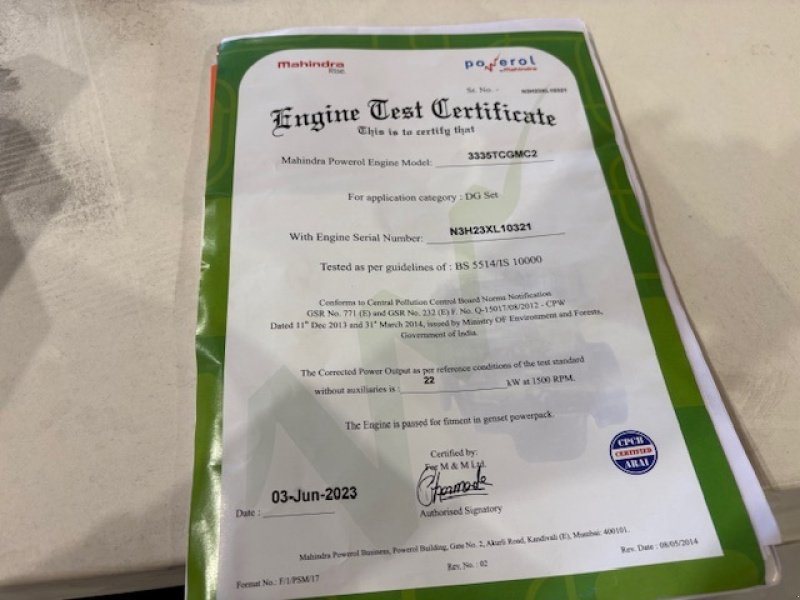 Mahindra
Rise.
powerol
by Mahindra
Sr. No. - N3H23XL10321
Engine Test Certificate
This is to certify that
Mahindra Powerol Engine Model: 3335TCGMC2
For application category : DG Set
With Engine Serial Number: N3H23XL10321
Tested as per guidelines of : BS 5514/IS 10000
Conforms to Central Pollution Control Board Norms Notification
GSR No. 771 (E) and GSR No. 232 (E) F. No. Q-15017/08/2012 - CPW
Dated 11th Dec 2013 and 31st March 2014, issued by Ministry OF Environment and Forests,
Government of India.
The Corrected Power Output as per reference conditions of the test standard
without auxiliaries is : 22 kW at 1500 RPM.
The Engine is passed for fitment in genset powerpack.
Certified by:
For M & M Ltd.
Authorised Signatory
CPCB
CERTIFIED
ARAI
Date : 03-Jun-2023
Mahindra Powerol Business, Powerol Building, Gate No. 2, Akurli Road, Kandivali (E), Mumbai: 400101.
Format No.: F/1/PSM/17
Rev. No. : 02
Rev. Date : 08/05/2014